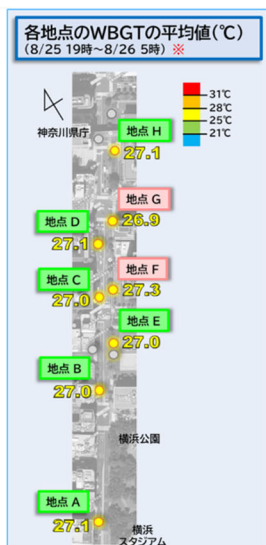 各地点のWBGTの平均値(℃)
(8/25 19時~8/26 5時) ※
31℃
28℃
25℃
21℃
神奈川県庁
地点 H
27.1
地点 G
26.9
地点 D
27.1
地点 F
27.3
地点 C
27.0
地点 E
27.0
地点 B
27.0
横浜公園
地点 A
27.1
横浜
スタジアム